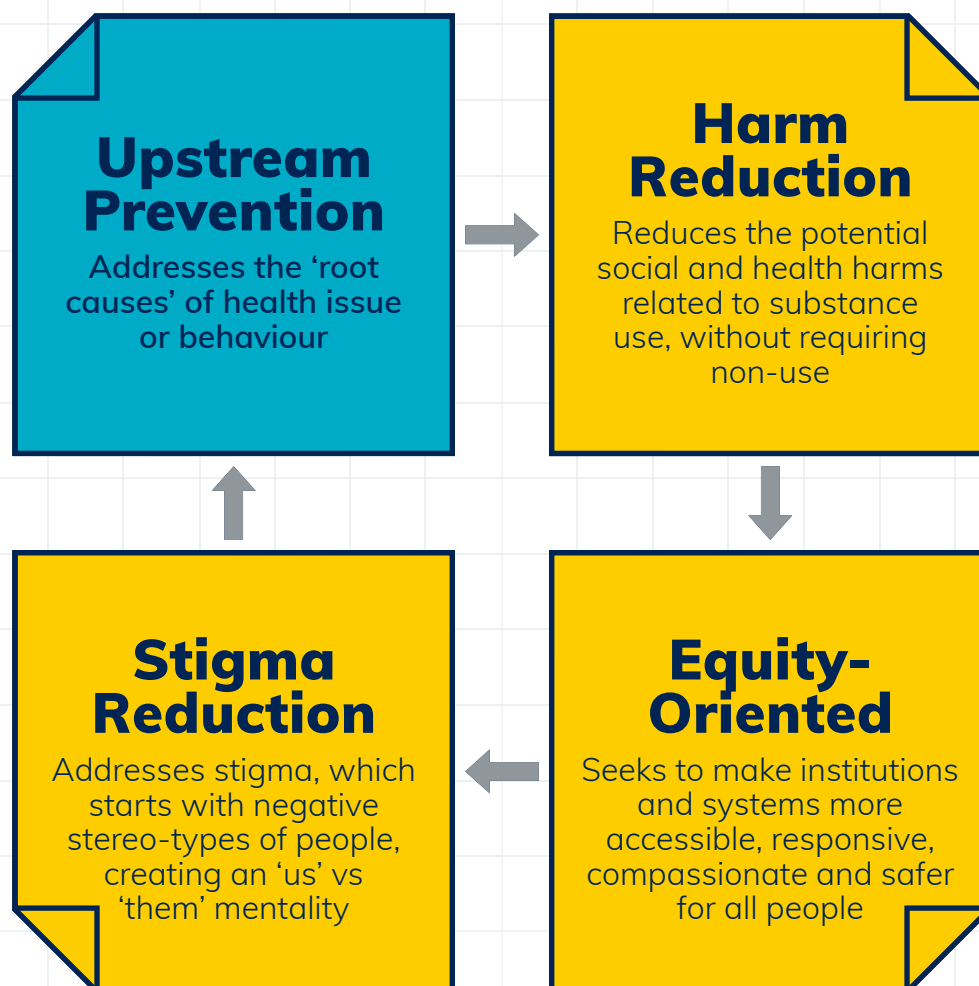 Upstream
Prevention
Addresses the ‘root
causes’ of health issue
or behaviour
Harm
Reduction
Reduces the potential
social and health harms
related to substance
use, without requiring
non-use
Stigma
Reduction
Addresses stigma, which
starts with negative
stereo-types of people,
creating an ‘us’ vs
‘them’ mentality
Equity-
Oriented
Seeks to make institutions
and systems more
accessible, responsive,
compassionate and safer
for all people